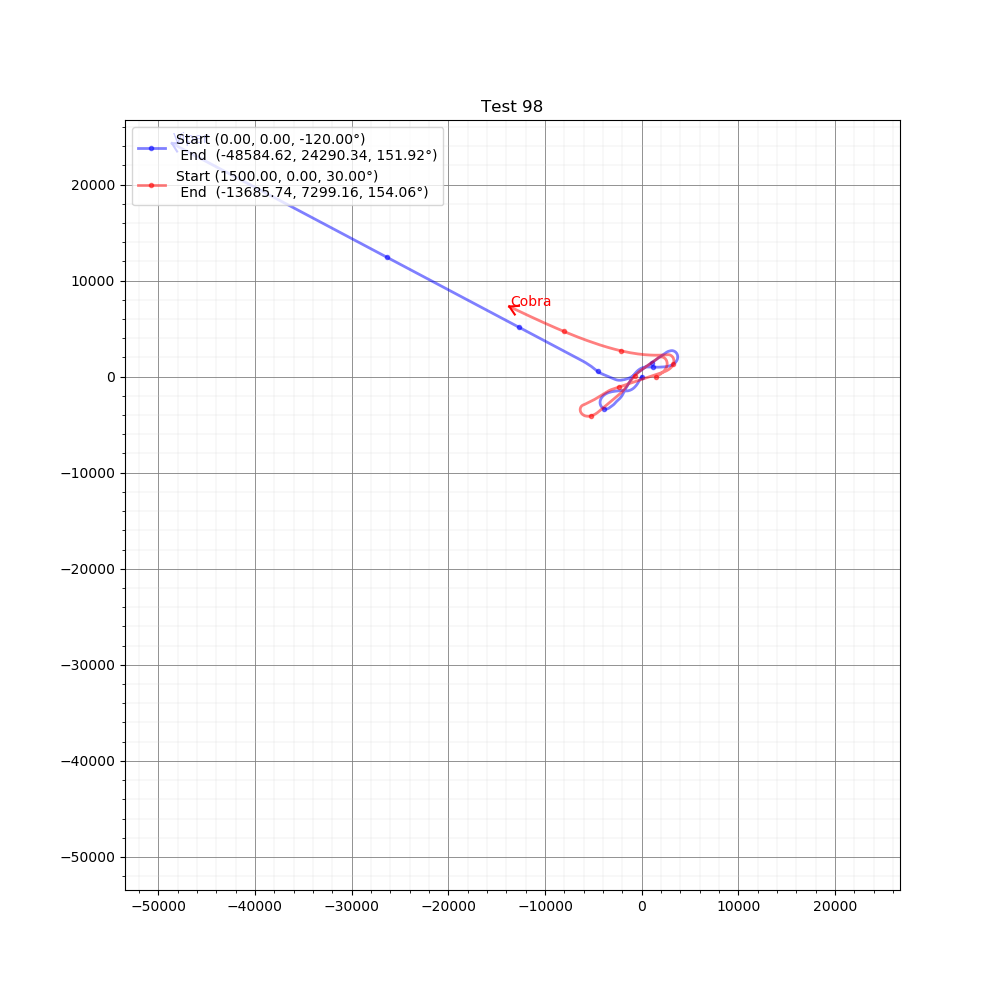 Test 98
Start (0.00, 0.00, -120.00°)
End  (-48584.62, 24290.34, 151.92°)
Start (1500.00, 0.00, 30.00°)
End  (-13685.74, 7299.16, 154.06°)
Cobra
20000
10000
0
−10000
−20000
−30000
−40000
−50000
−50000 −40000 −30000 −20000 −10000 0 10000 20000